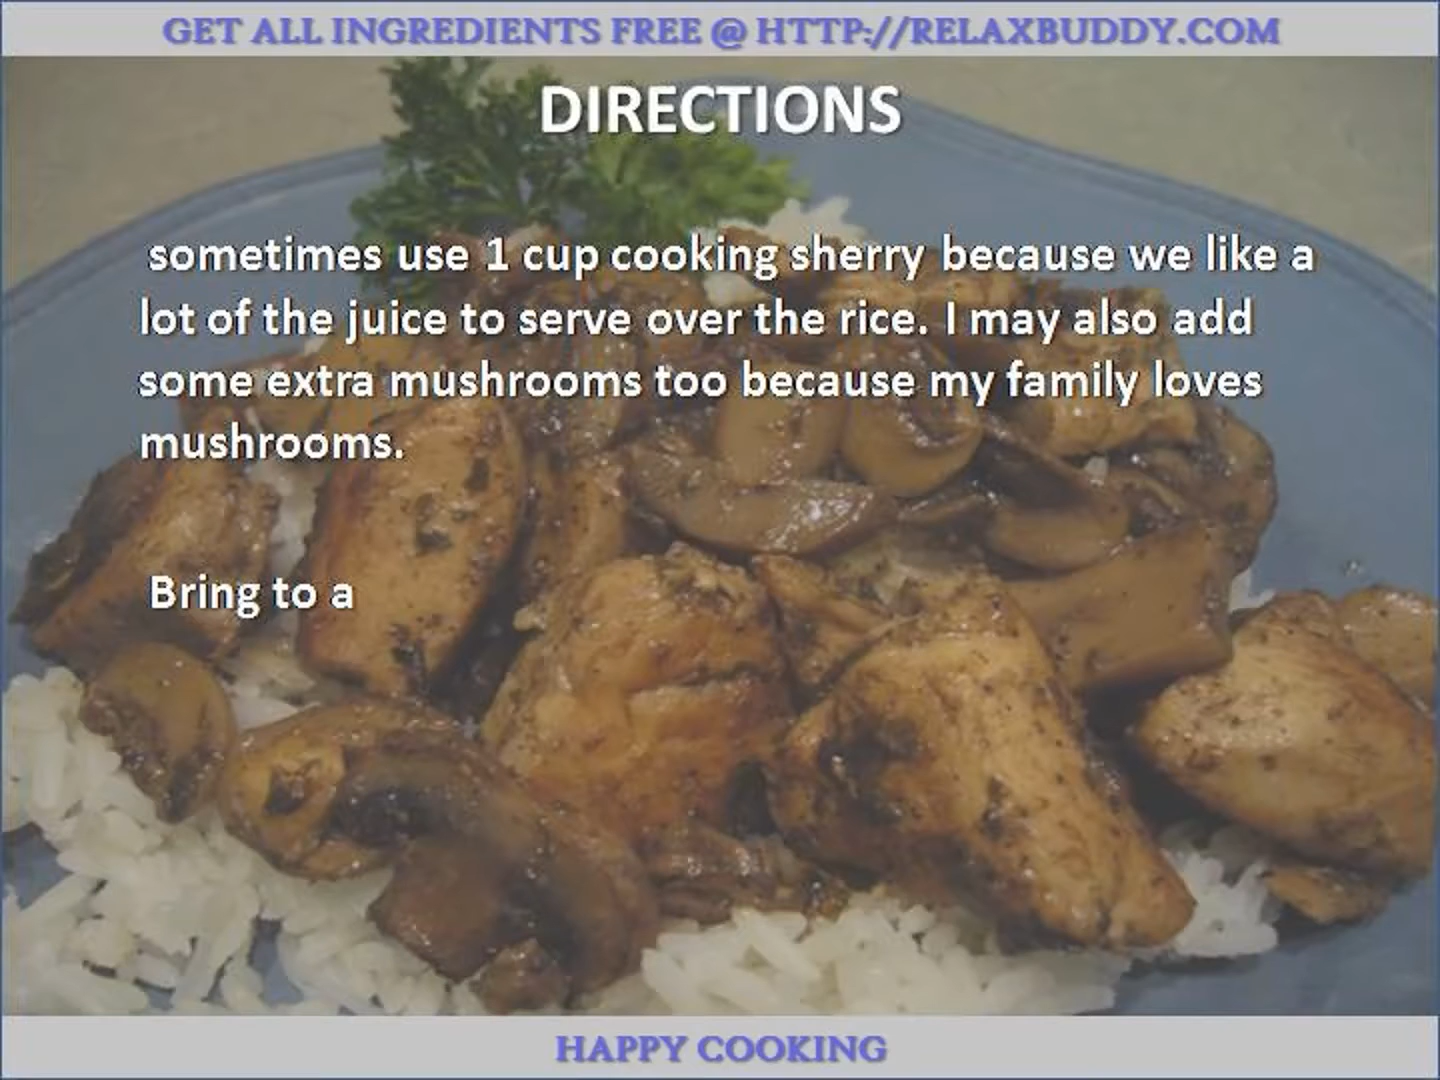 GET ALL INGREDIENTS FREE @ HTTP://RELAXBUDDY.COM
DIRECTIONS
sometimes use 1 cup cooking sherry because we like a
lot of the juice to serve over the rice. I may also add
some extra mushrooms too because my family loves
mushrooms.
Bring to a
HAPPY COOKING